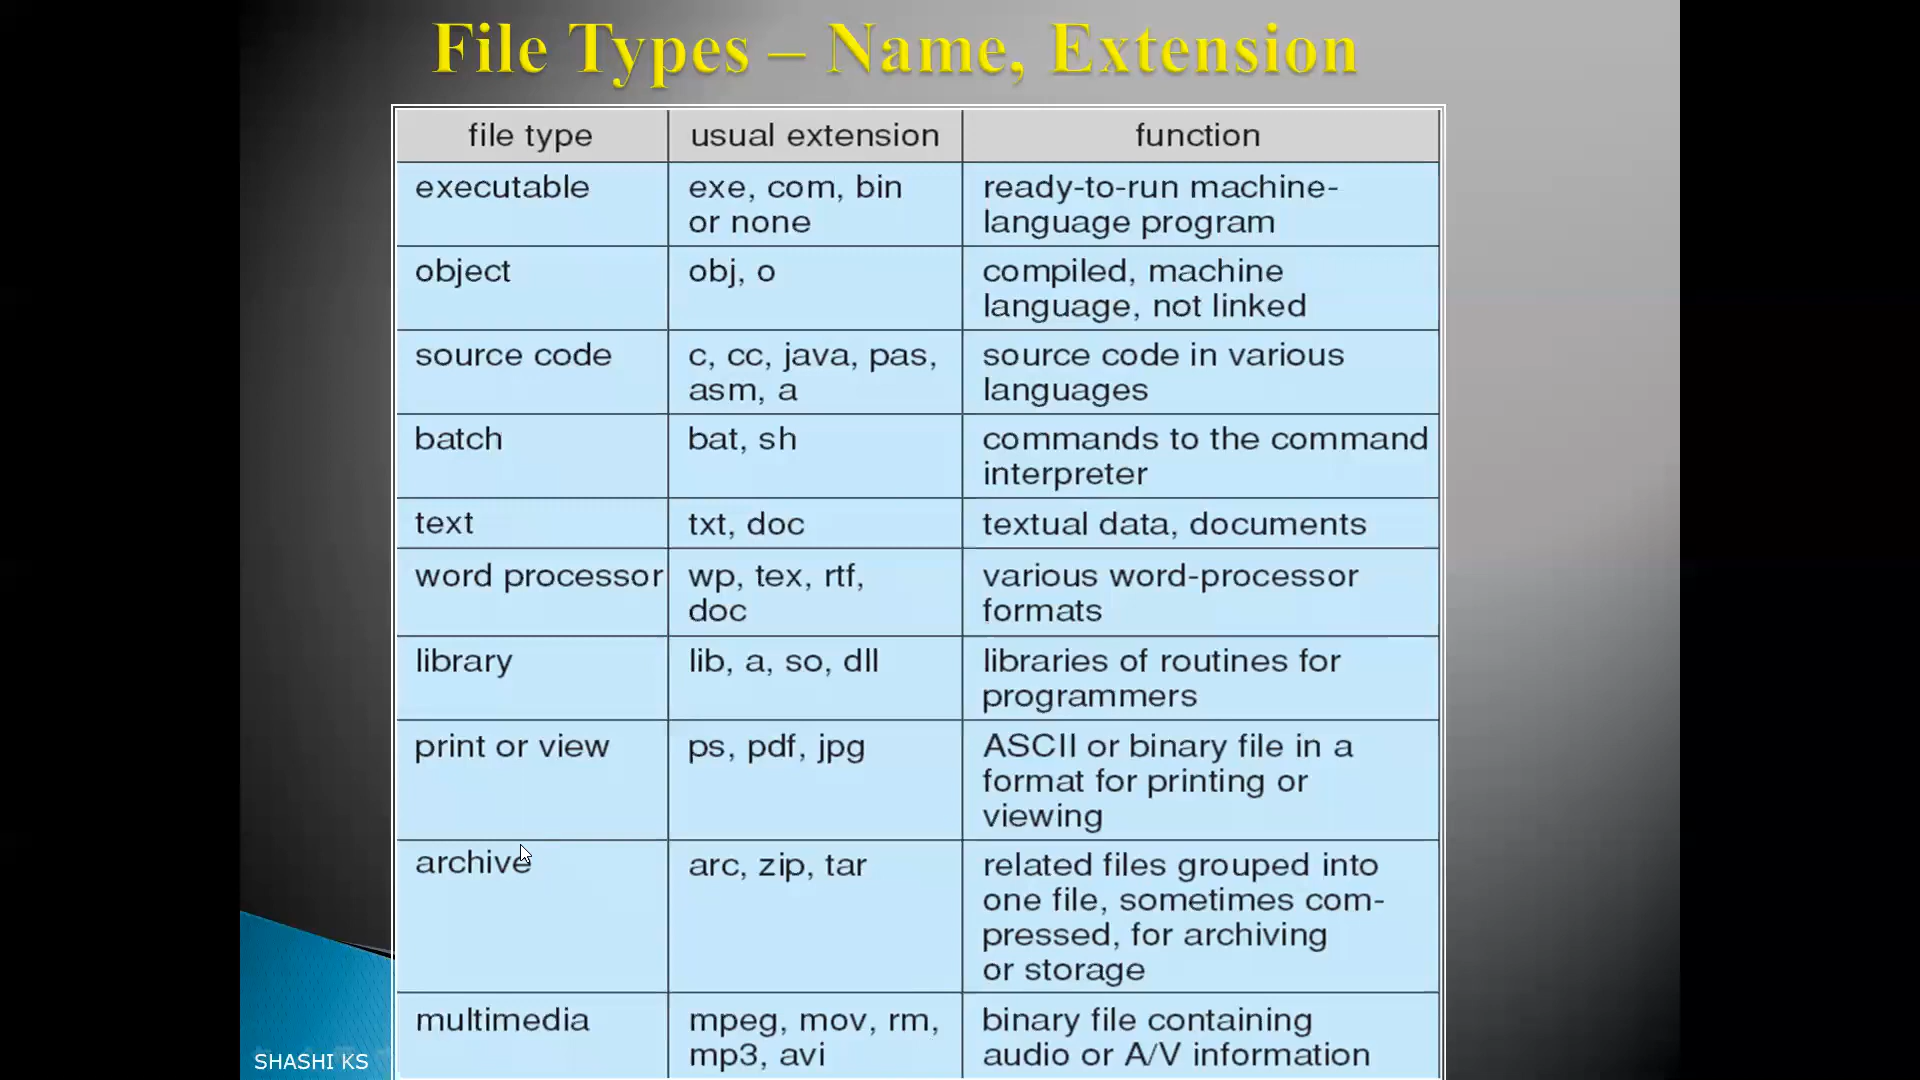 File Types – Name, Extension
file type usual extension function
executable exe, com, bin or none ready-to-run machine-language program
object obj, o compiled, machine language, not linked
source code c, cc, java, pas, asm, a source code in various languages
batch bat, sh commands to the command interpreter
text txt, doc textual data, documents
word processor wp, tex, rtf, doc various word-processor formats
library lib, a, so, dll libraries of routines for programmers
print or view ps, pdf, jpg ASCII or binary file in a format for printing or viewing
archive arc, zip, tar related files grouped into one file, sometimes com-pressed, for archiving or storage
multimedia mpeg, mov, rm, mp3, avi binary file containing audio or A/V information
SHASHI KS